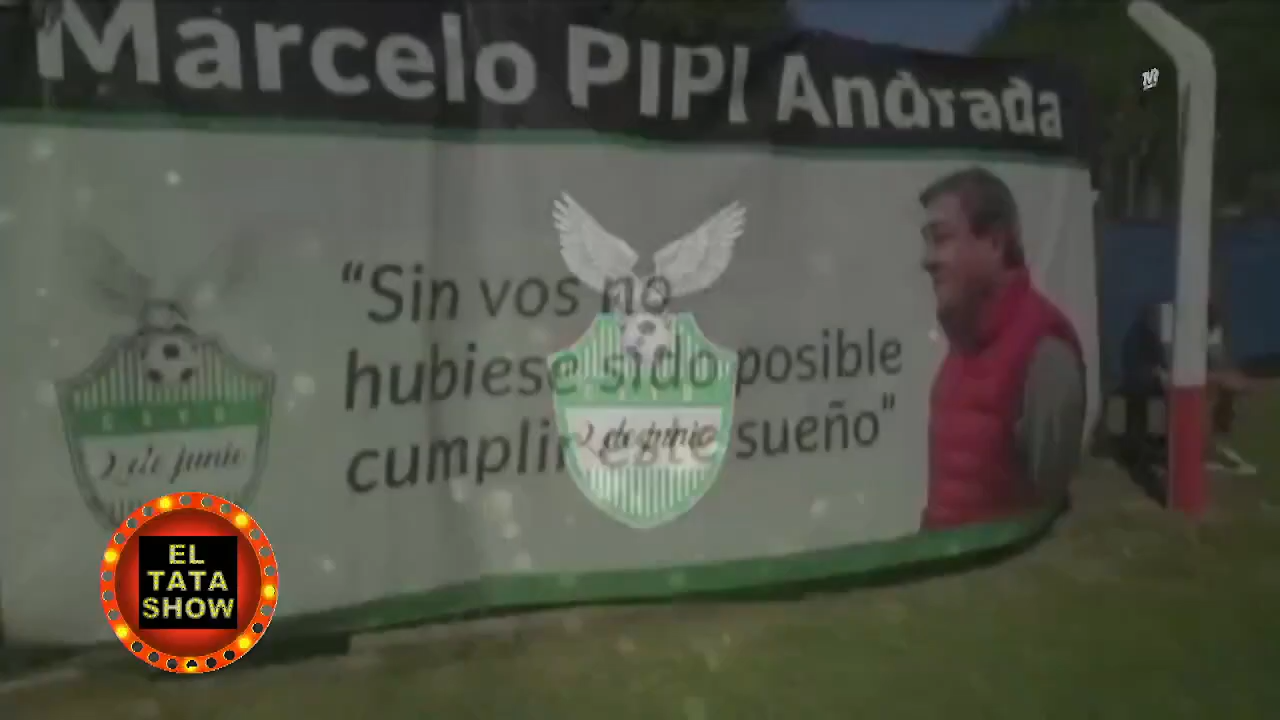 Marcelo PIPI Andrada
“Sin vos no
hubiese sido posible
cumplir este sueño”
2 de junio
2 de junio
EL
TATA
SHOW